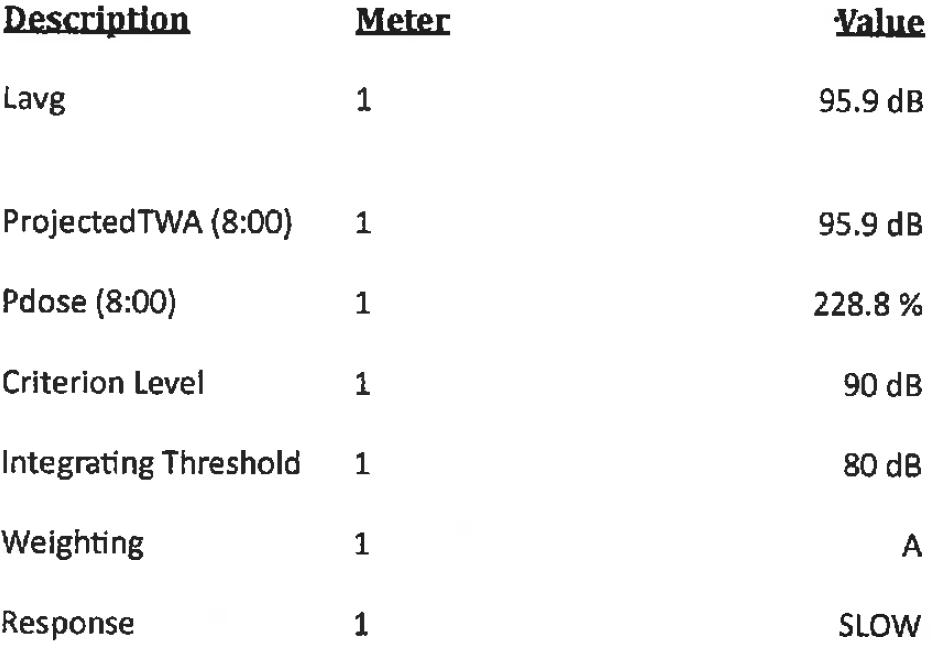 Description Meter Value
Lavg 1 95.9 dB
ProjectedTWA (8:00) 1 95.9 dB
Pdose (8:00) 1 228.8 %
Criterion Level 1 90 dB
Integrating Threshold 1 80 dB
Weighting 1 A
Response 1 SLOW